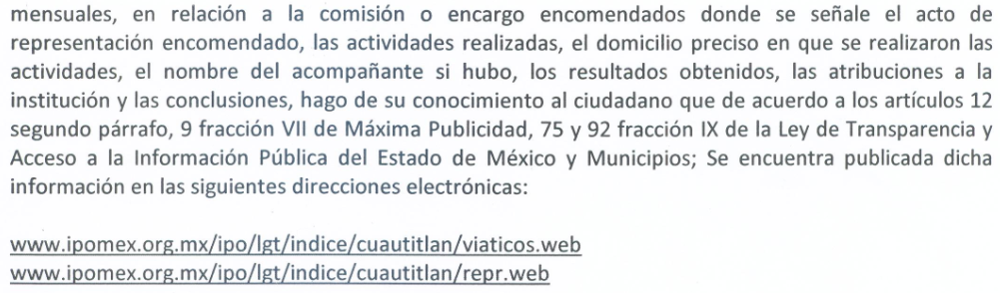 mensuales, en relación a la comisión o encargo encomendados donde se señale el acto de
representación encomendado, las actividades realizadas, el domicilio preciso en que se realizaron las
actividades, el nombre del acompañante si hubo, los resultados obtenidos, las atribuciones a la
institución y las conclusiones, hago de su conocimiento al ciudadano que de acuerdo a los artículos 12
segundo párrafo, 9 fracción VII de Máxima Publicidad, 75 y 92 fracción IX de la Ley de Transparencia y
Acceso a la Información Pública del Estado de México y Municipios; Se encuentra publicada dicha
información en las siguientes direcciones electrónicas:
www.ipomex.org.mx/ipo/lgt/indice/cuautitlan/viaticos.web
www.ipomex.org.mx/ipo/lgt/indice/cuautitlan/repr.web